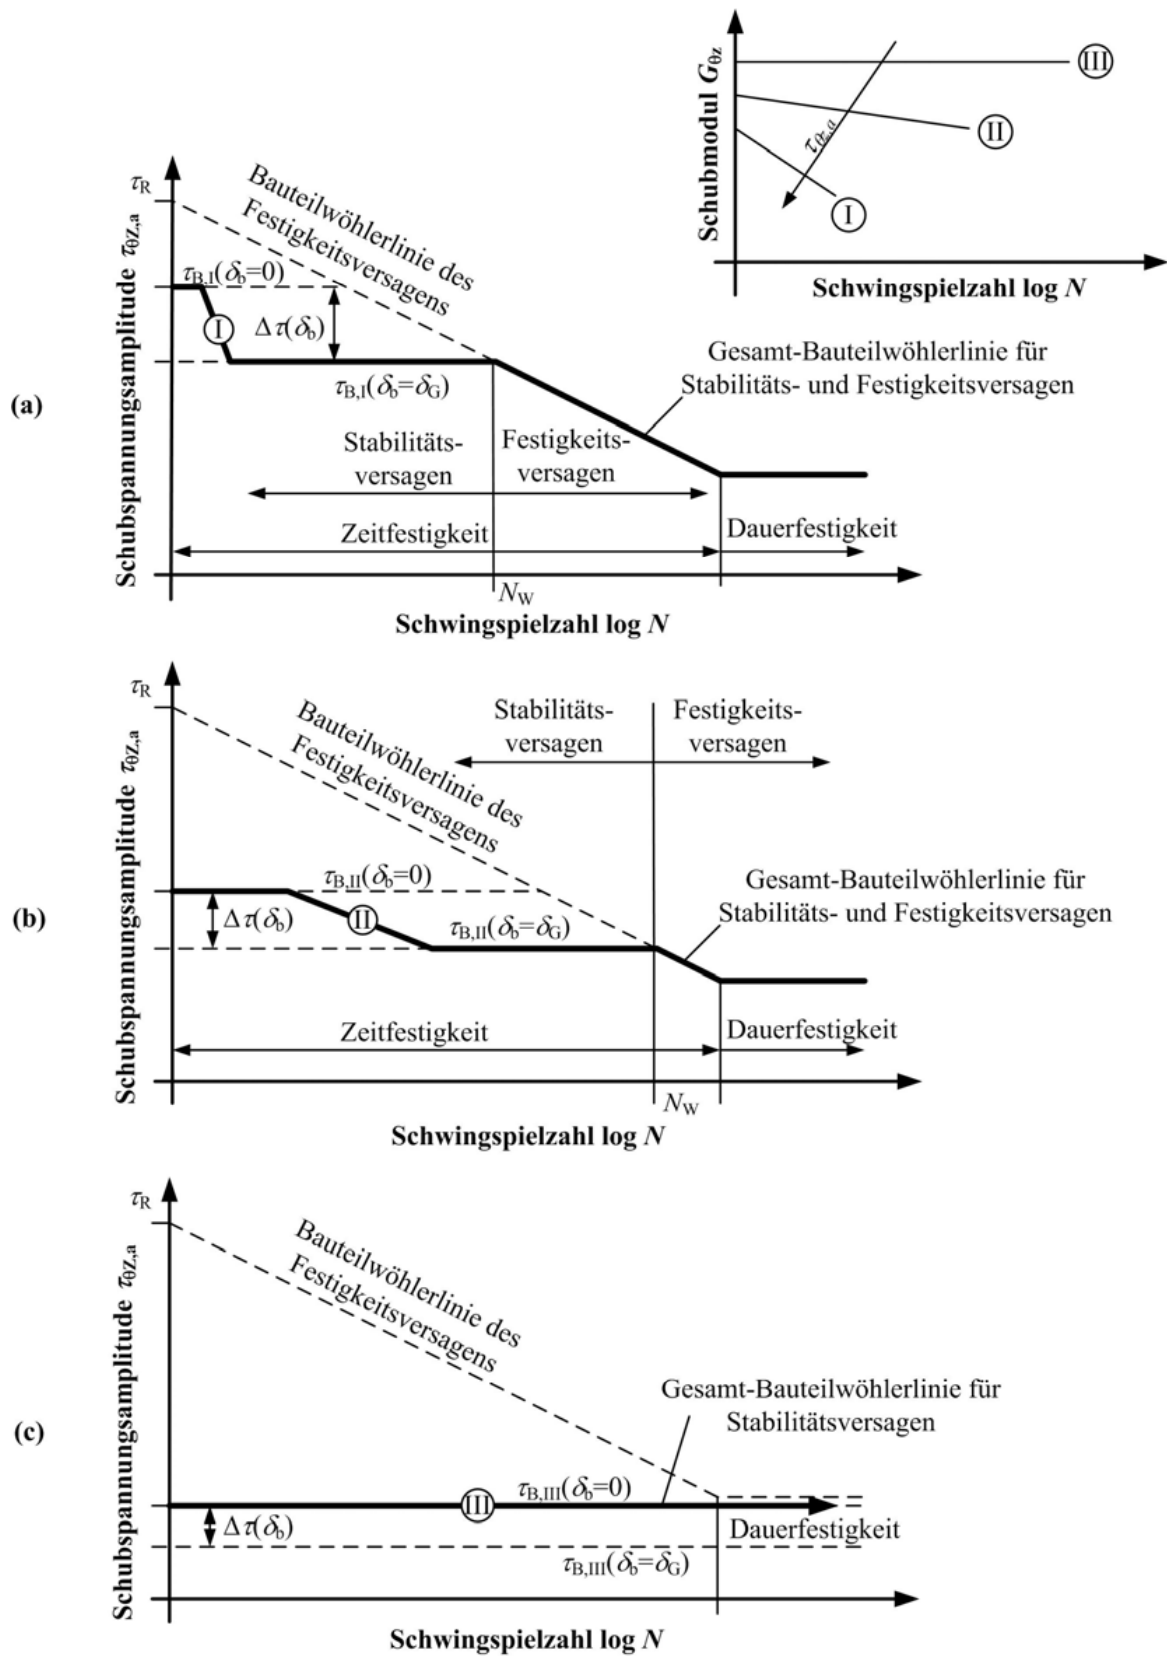 Schubmodul Gθz
III
II
τθz,a
I
Schwingspielzahl log N
(a)
Schubspannungsamplitude τθZ,a
τR
Bauteilwöhlerlinie des
Festigkeitsversagens
τB,I(δb=0)
I
Δτ(δb)
τB,I(δb=δG)
Gesamt-Bauteilwöhlerlinie für
Stabilitäts- und Festigkeitsversagen
Stabilitäts-
versagen
Festigkeits-
versagen
Zeitfestigkeit
Dauerfestigkeit
NW
Schwingspielzahl log N
(b)
Schubspannungsamplitude τθZ,a
τR
Bauteilwöhlerlinie des
Festigkeitsversagens
Stabilitäts-
versagen
Festigkeits-
versagen
τB,II(δb=0)
Δτ(δb)
II
τB,II(δb=δG)
Gesamt-Bauteilwöhlerlinie für
Stabilitäts- und Festigkeitsversagen
Zeitfestigkeit
Dauerfestigkeit
NW
Schwingspielzahl log N
(c)
Schubspannungsamplitude τθZ,a
τR
Bauteilwöhlerlinie des
Festigkeitsversagens
Gesamt-Bauteilwöhlerlinie für
Stabilitätsversagen
τB,III(δb=0)
III
Δτ(δb)
Dauerfestigkeit
τB,III(δb=δG)
Schwingspielzahl log N